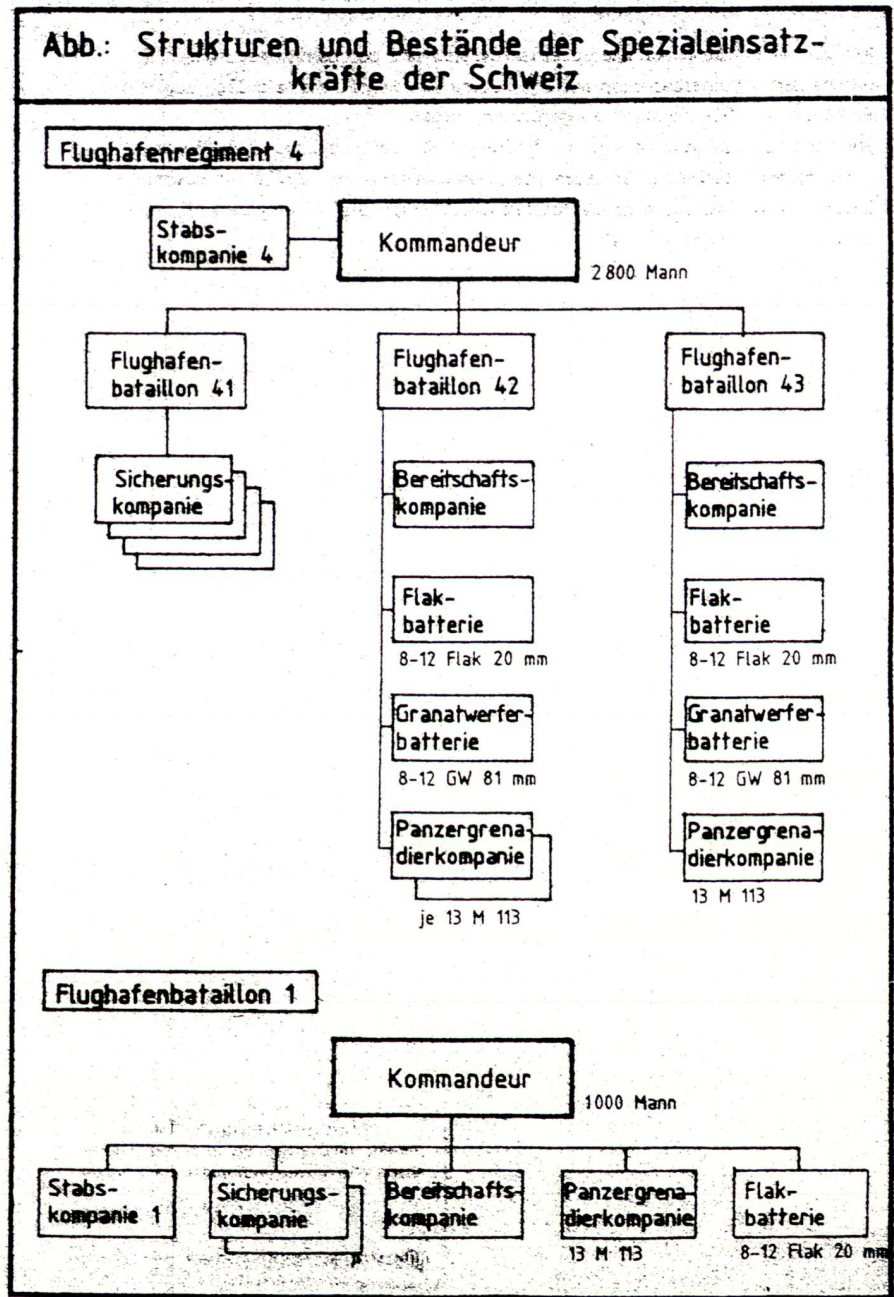 Abb.: Strukturen und Bestände der Spezialeinsatz-
kräfte der Schweiz
Flughafenregiment 4
Stabs-
kompanie 4
Kommandeur
2 800 Mann
Flughafen-
bataillon 41
Flughafen-
bataillon 42
Flughafen-
bataillon 43
Sicherungs-
kompanie
Bereitschafts-
kompanie
Bereitschafts-
kompanie
Flak-
batterie
8-12 Flak 20 mm
Flak-
batterie
8-12 Flak 20 mm
Granatwerfer-
batterie
8-12 GW 81 mm
Granatwerfer-
batterie
8-12 GW 81 mm
Panzergrena-
dierkompanie
je 13 M 113
Panzergrena-
dierkompanie
13 M 113
Flughafenbataillon 1
Kommandeur
1000 Mann
Stabs-
kompanie 1
Sicherungs-
kompanie
Bereitschafts-
kompanie
Panzergrena-
dierkompanie
13 M 113
Flak-
batterie
8-12 Flak 20 mm